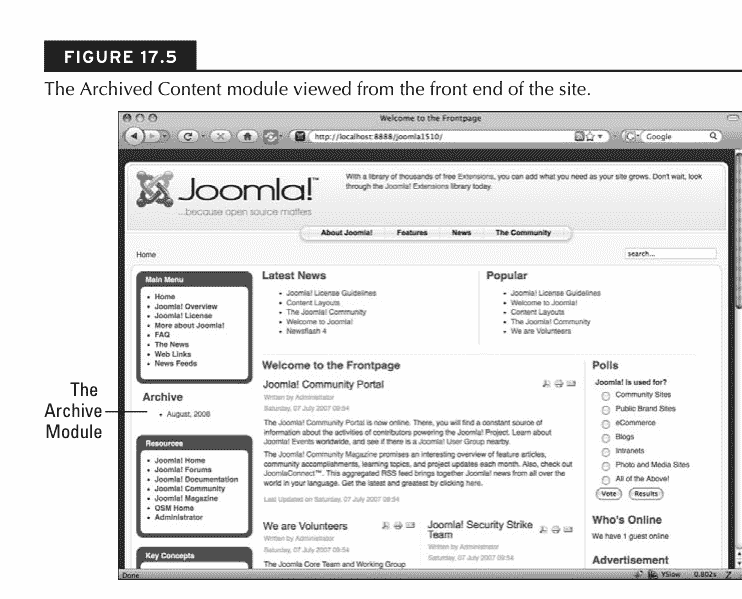 FIGURE 17.5
The Archived Content module viewed from the front end of the site.
Welcome to the Frontpage
http://localhost:8888/joomla1510/
Google
Joomla!™
...because open source matters
With a library of thousands of free Extensions, you can add what you need as your site grows. Don't wait, look
through the Joomla! Extensions library today.
About Joomla! Features News The Community
Home
search...
Main Menu
Home
Joomla! Overview
Joomla! License
More about Joomla!
FAQ
The News
Web Links
News Feeds
The
Archive
Module
Archive
August, 2008
Resources
Joomla! Home
Joomla! Forums
Joomla! Documentation
Joomla! Community
Joomla! Magazine
OSM Home
Administrator
Key Concepts
Latest News
Joomla! License Guidelines
Content Layouts
The Joomla! Community
Welcome to Joomla!
Newsflash 4
Popular
Joomla! License Guidelines
Welcome to Joomla!
Content Layouts
The Joomla! Community
We are Volunteers
Welcome to the Frontpage
Joomla! Community Portal
Written by Administrator
Saturday, 07 July 2007 09:54
The Joomla! Community Portal is now online. There, you will find a constant source of
information about the activities of contributors powering the Joomla! Project. Learn about
Joomla! Events worldwide, and see if there is a Joomla! User Group nearby.
The Joomla! Community Magazine promises an interesting overview of feature articles,
community accomplishments, learning topics, and project updates each month. Also, check out
JoomlaConnect™. This aggregated RSS feed brings together Joomla! news from all over the
world in your language. Get the latest and greatest by clicking here.
Last Updated on Saturday, 07 July 2007 09:54
We are Volunteers
Written by Administrator
Saturday, 07 July 2007 09:54
The Joomla Core Team and Working Group
Joomla! Security Strike
Team
Written by Administrator
Saturday, 07 July 2007 09:54
Polls
Joomla! is used for?
Community Sites
Public Brand Sites
eCommerce
Blogs
Intranets
Photo and Media Sites
All of the Above!
Vote Results
Who's Online
We have 1 guest online
Advertisement
Done
YSlow 0.802s